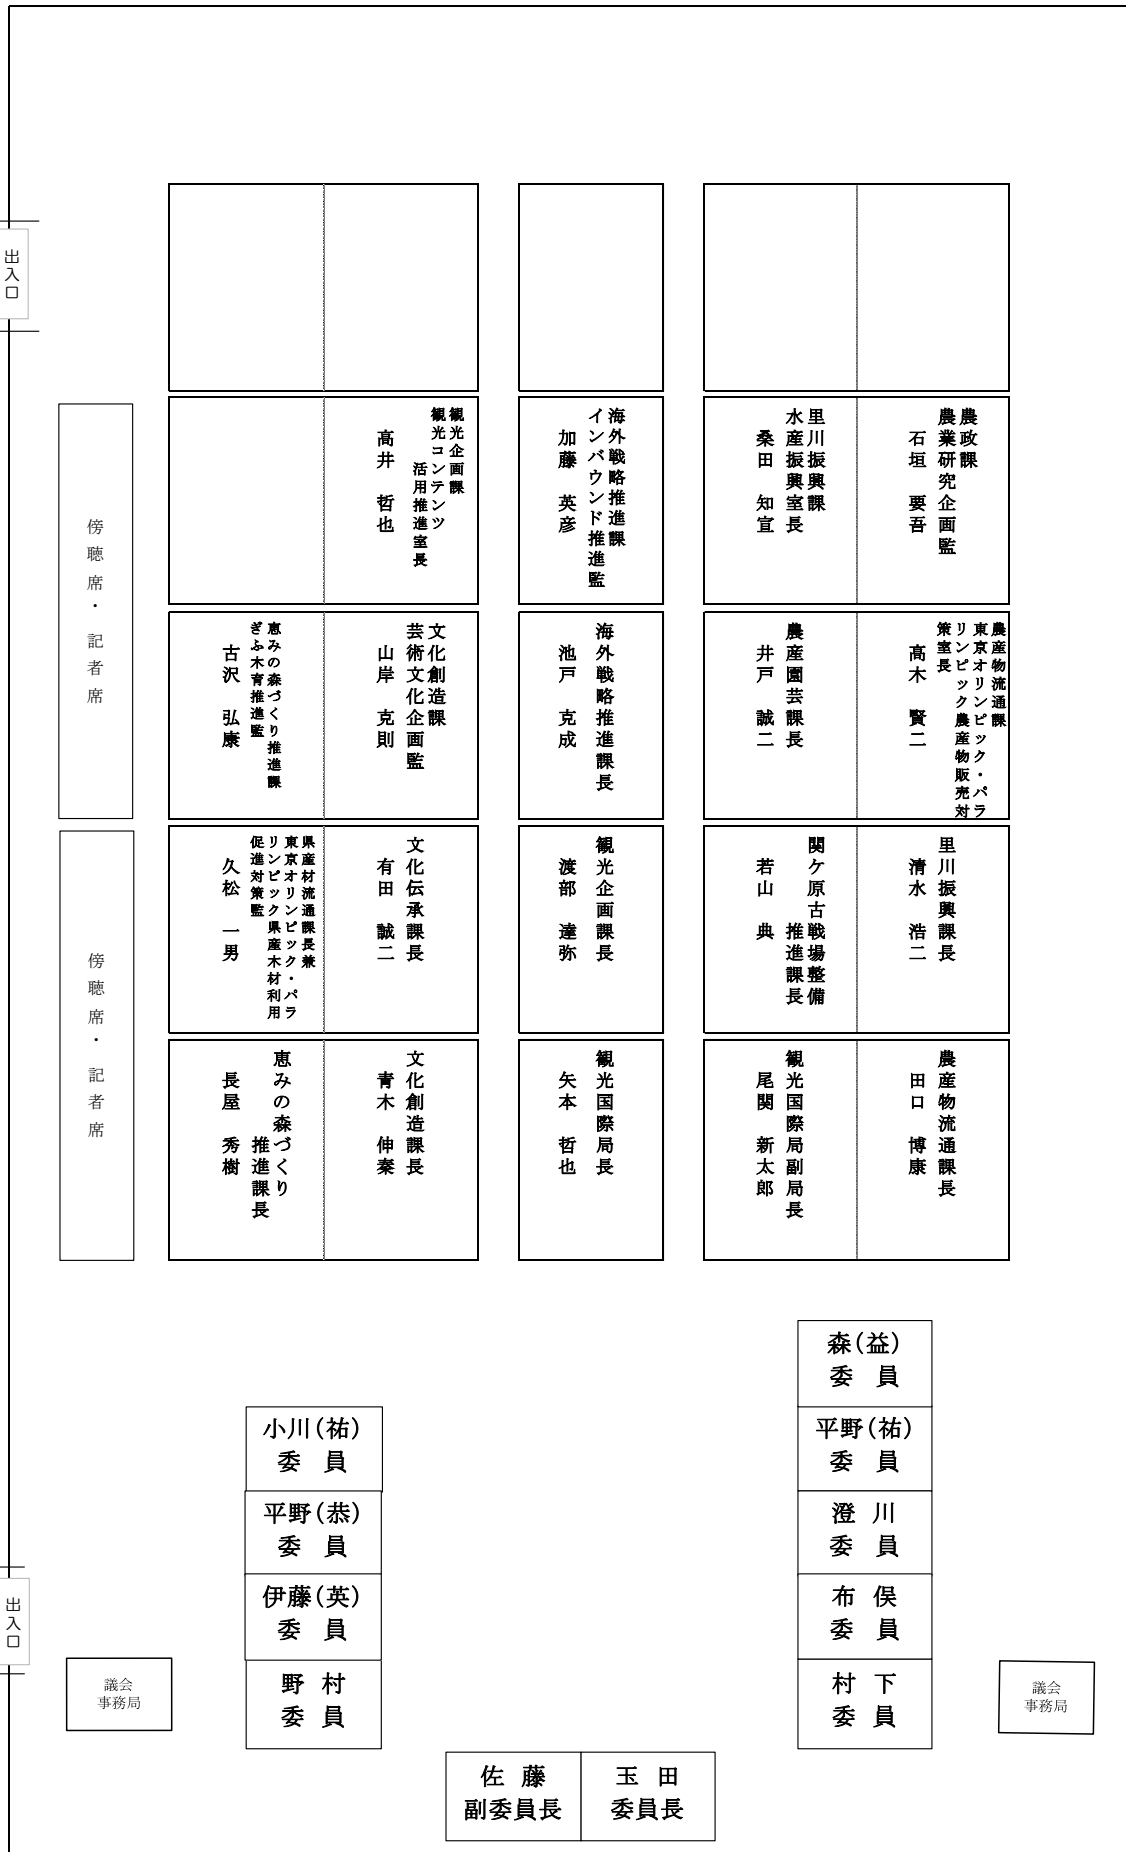 出入口
傍聴席・記者席
農政課
農業研究企画監
石垣 要吾
里川振興課
水産振興室長
桑田 知宣
海外戦略推進課
インバウンド推進監
加藤 英彦
観光企画課
観光コンテンツ
活用推進室長
高井 哲也
農産物流通課
東京オリンピック・パラ
リンピック農産物販売対
策室長
高木 賢二
農産園芸課長
井戸 誠二
海外戦略推進課長
池戸 克成
文化創造課
芸術文化企画監
山岸 克則
恵みの森づくり推進課
ぎふ木育推進監
古沢 弘康
里川振興課長
清水 浩二
関ケ原古戦場整備
推進課長
若山 典
観光企画課長
渡部 達弥
文化伝承課長
有田 誠二
県産材流通課長兼
東京オリンピック・パラ
リンピック県産木材利用
促進対策監
久松 一男
傍聴席・記者席
農産物流通課長
田口 博康
観光国際局副局長
尾関 新太郎
観光国際局長
矢本 哲也
文化創造課長
青木 伸泰
恵みの森づくり
推進課長
長屋 秀樹
森(益)
委員
小川(祐)
委員
平野(祐)
委員
平野(恭)
委員
澄川
委員
伊藤(英)
委員
布俣
委員
野村
委員
村下
委員
出入口
議会
事務局
議会
事務局
佐藤
副委員長
玉田
委員長